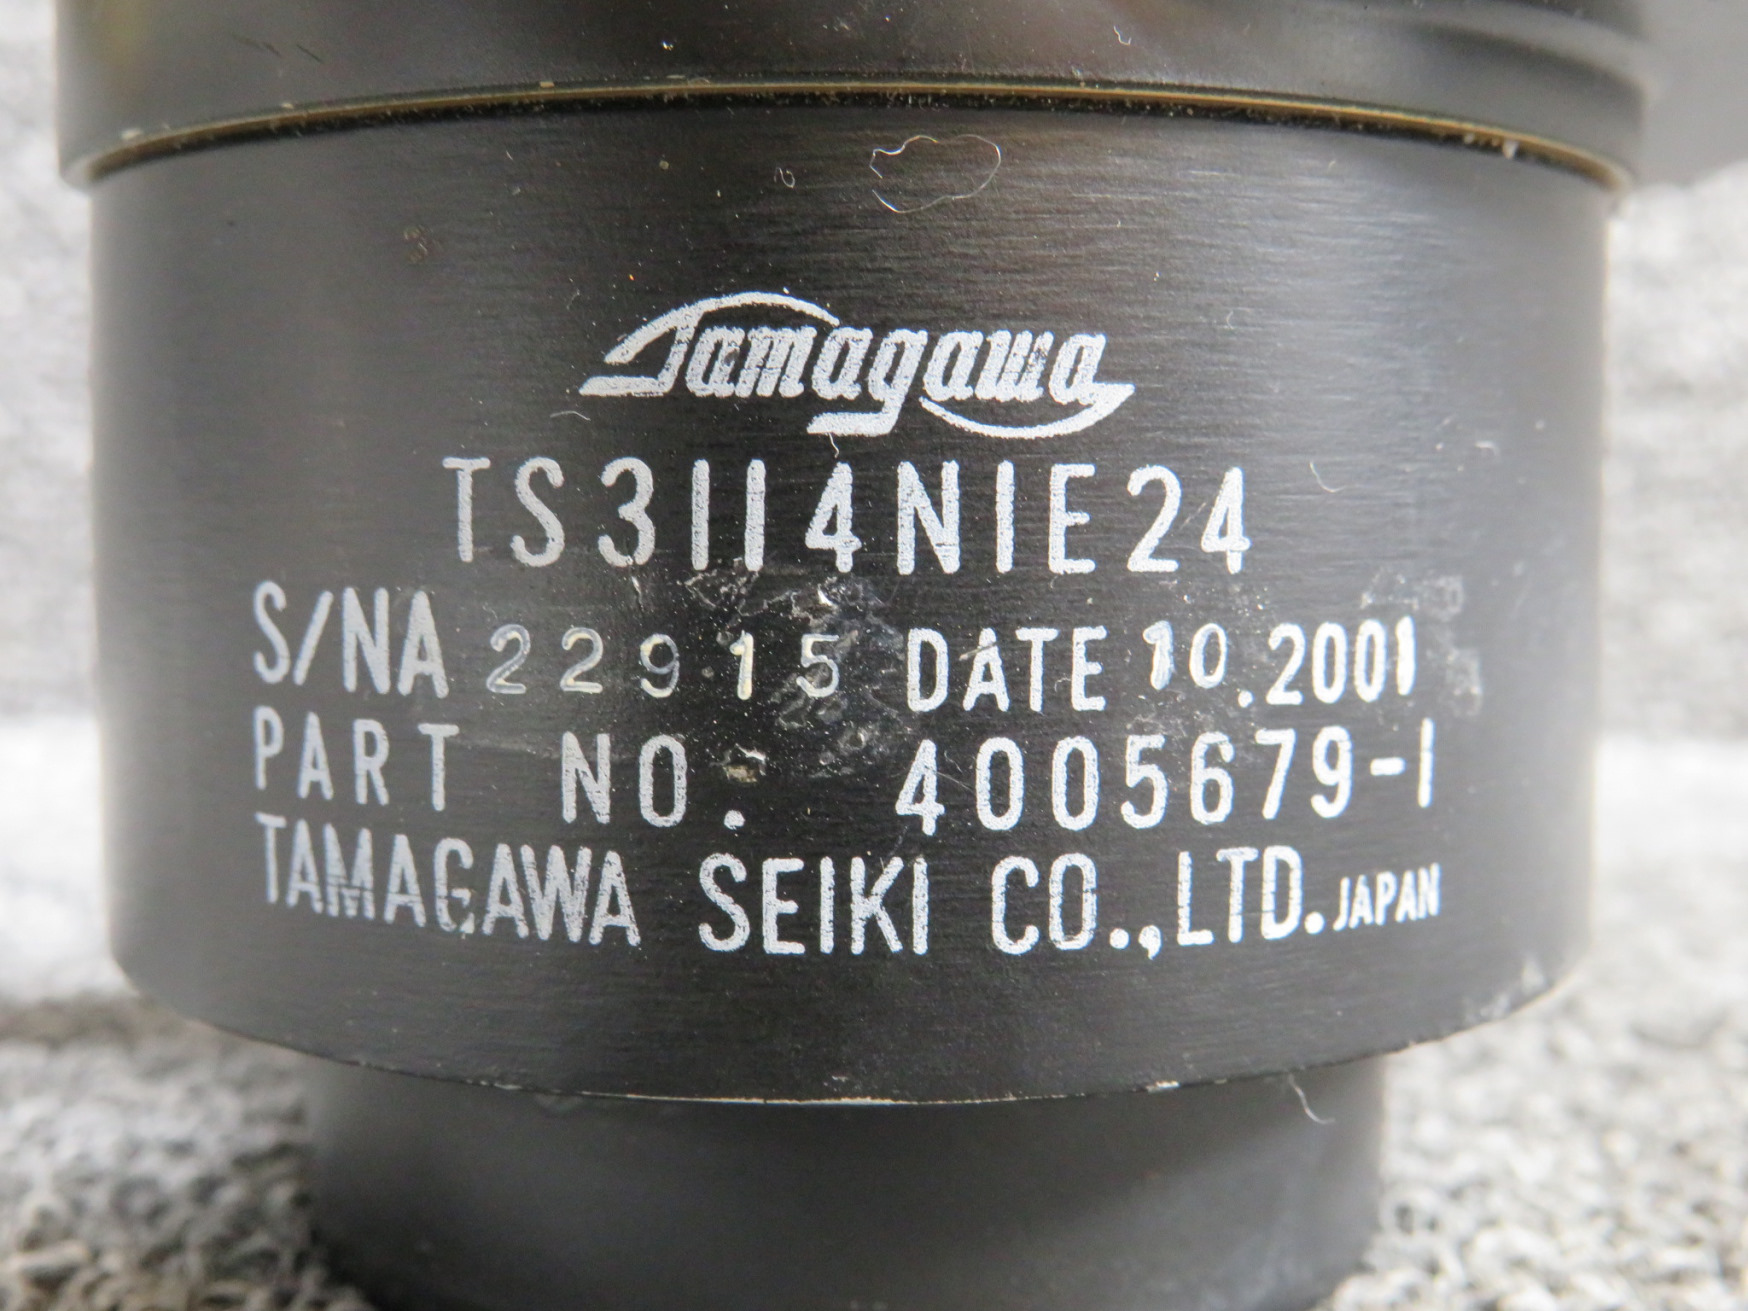 Tamagawa
TS3114N1E24
S/NA 22915 DATE 10.2001
PART NO. 4005679-1
TAMAGAWA SEIKI CO.,LTD. JAPAN